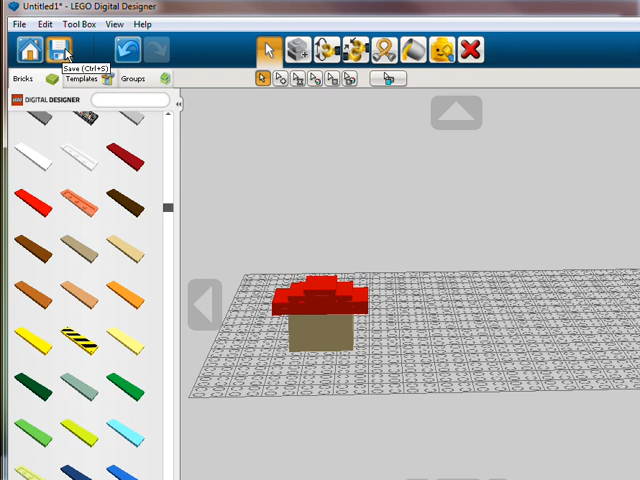 Untitled1* - LEGO Digital Designer
File Edit Tool Box View Help
Save (Ctrl+S)
Bricks Templates Groups
LEGO DIGITAL DESIGNER